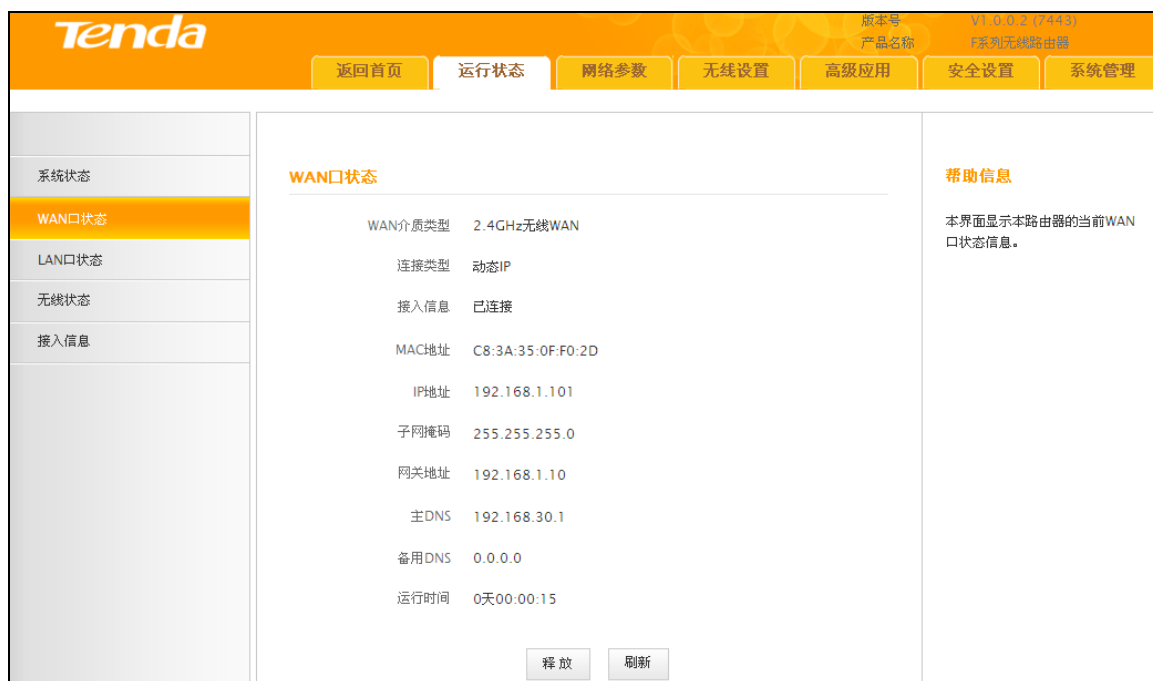 Tenda
版本号 V1.0.0.2 (7443)
产品名称 F系列无线路由器
返回首页 运行状态 网络参数 无线设置 高级应用 安全设置 系统管理
系统状态
WAN口状态
LAN口状态
无线状态
接入信息
WAN口状态
WAN介质类型 2.4GHz无线WAN
连接类型 动态IP
接入信息 已连接
MAC地址 C8:3A:35:0F:F0:2D
IP地址 192.168.1.101
子网掩码 255.255.255.0
网关地址 192.168.1.10
主DNS 192.168.30.1
备用DNS 0.0.0.0
运行时间 0天00:00:15
释放 刷新
帮助信息
本界面显示本路由器的当前WAN
口状态信息。